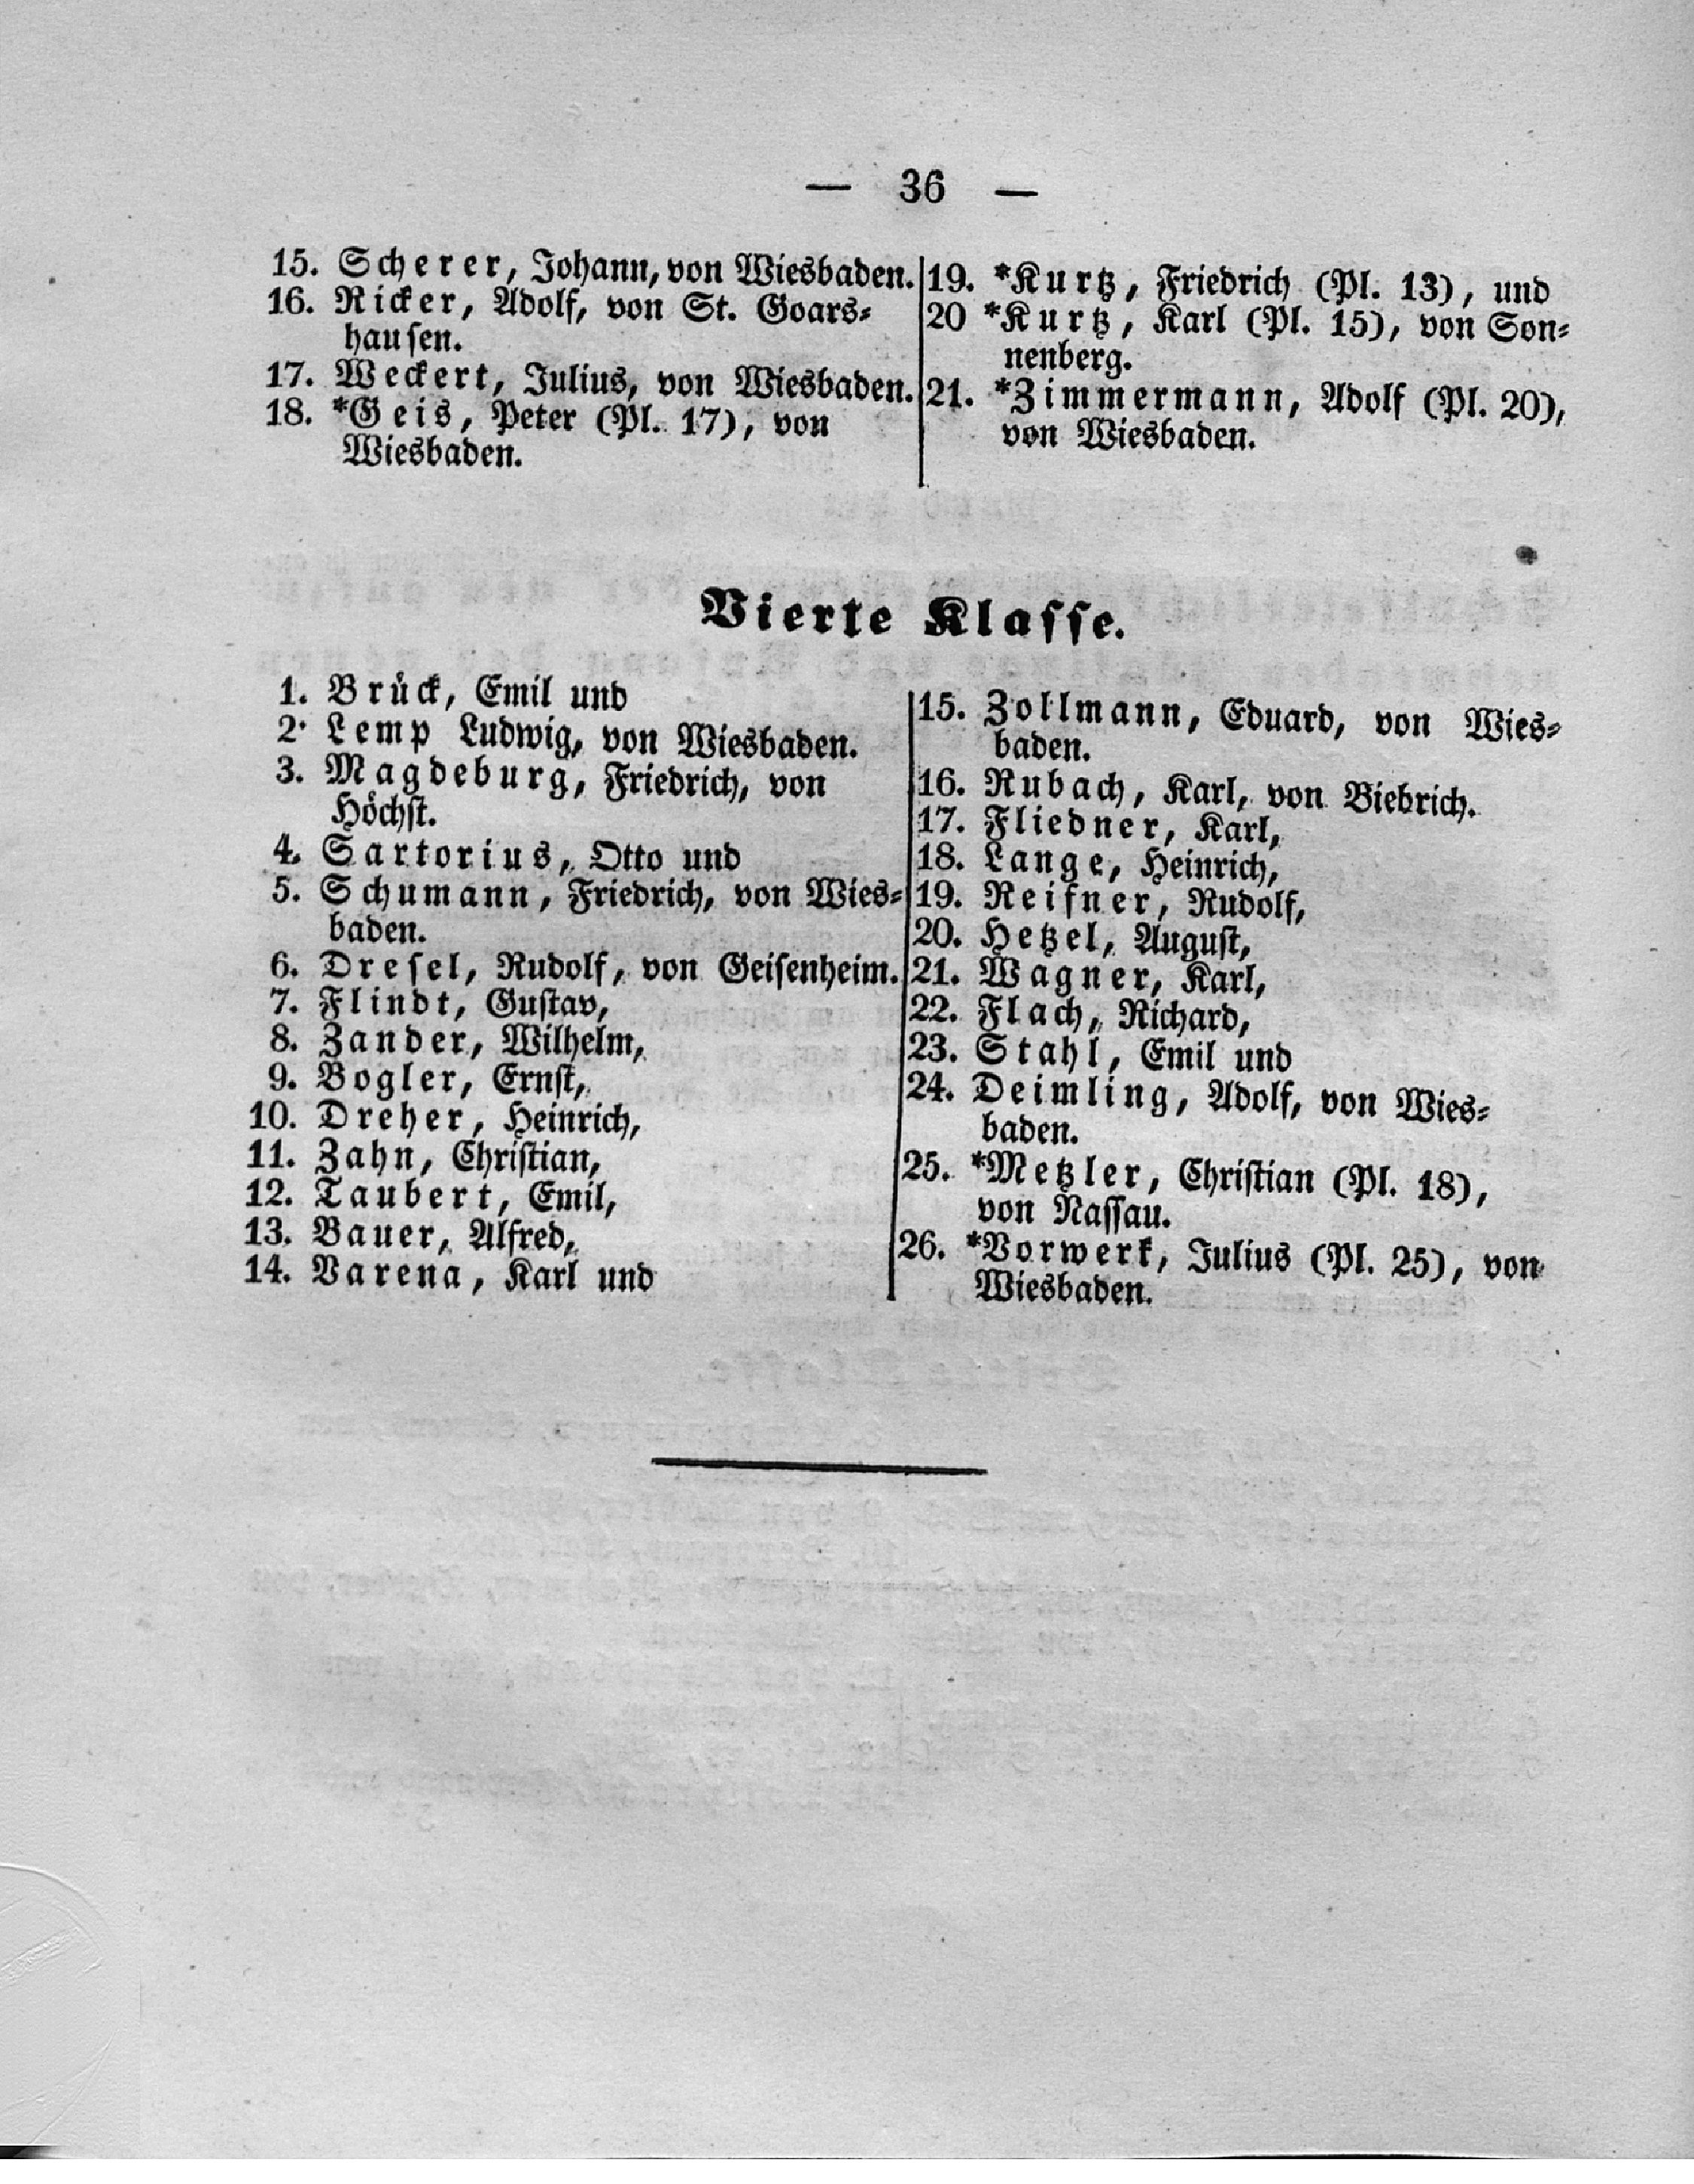 — 36 —
15. Scherer, Johann, von Wiesbaden.
16. Ricker, Adolf, von St. Goars-
hausen.
17. Weckert, Julius, von Wiesbaden.
18. *Geis, Peter (Pl. 17), von
Wiesbaden.
19. *Kurtz, Friedrich (Pl. 13), und
20 *Kurtz, Karl (Pl. 15), von Son-
nenberg.
21. *Zimmermann, Adolf (Pl. 20),
von Wiesbaden.
Vierte Klasse.
1. Brück, Emil und
2. Lemp Ludwig, von Wiesbaden.
3. Magdeburg, Friedrich, von
Höchst.
4. Sartorius, Otto und
5. Schumann, Friedrich, von Wies-
baden.
6. Dresel, Rudolf, von Geisenheim.
7. Flindt, Gustav,
8. Zander, Wilhelm,
9. Bogler, Ernst,
10. Dreher, Heinrich,
11. Zahn, Christian,
12. Taubert, Emil,
13. Bauer, Alfred,
14. Varena, Karl und
15. Zollmann, Eduard, von Wies-
baden.
16. Rubach, Karl, von Biebrich.
17. Fliedner, Karl,
18. Lange, Heinrich,
19. Reifner, Rudolf,
20. Hetzel, August,
21. Wagner, Karl,
22. Flach, Richard,
23. Stahl, Emil und
24. Deimling, Adolf, von Wies-
baden.
25. *Metzler, Christian (Pl. 18),
von Nassau.
26. *Vorwerk, Julius (Pl. 25), von
Wiesbaden.